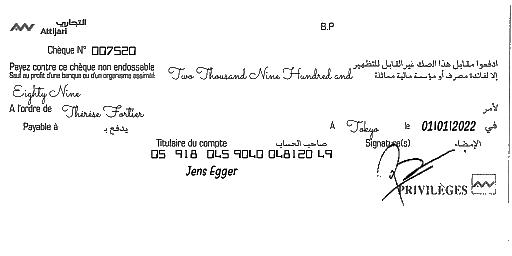 التجاري
Attijari
B.P
Chèque N° 007520
Payez contre ce chèque non endossable
ادفعوا مقابل هذا الصك غير القابل للتظهير
Seuf au profit d'une banque ou d'un organisme assimilé
Two Thousand Nine Hundred and
إلا لفائدة مصرف أو مؤسسة مالية مماثلة
Eighty Nine
A l'ordre de Thérèse Fortier
لأمر
Payable à
يدفع بـ
A Tokyo le 01/01/2022 في
Titulaire du compte صاحب الحساب
Signature(s) الإمضاء
05 918 045 9040 048120 49
Jens Egger
PRIVILÈGES